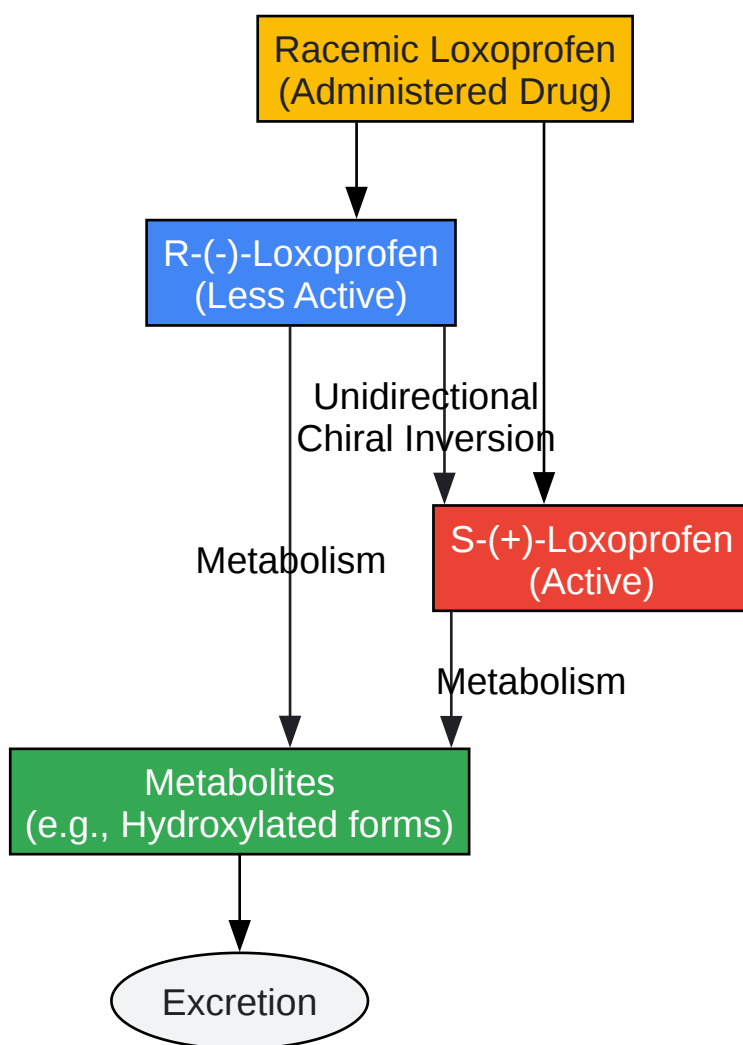 Racemic Loxoprofen
(Administered Drug)
R-(-)-Loxoprofen
(Less Active)
Unidirectional
Chiral Inversion
S-(+)-Loxoprofen
(Active)
Metabolism
Metabolism
Metabolites
(e.g., Hydroxylated forms)
Excretion